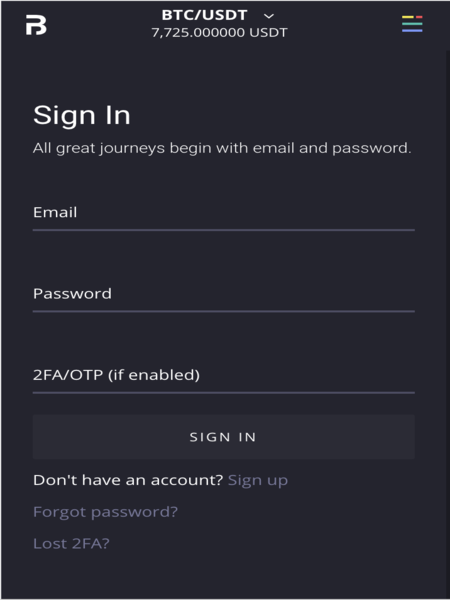 BTC/USDT
7,725.000000 USDT
Sign In
All great journeys begin with email and password.
Email
Password
2FA/OTP (if enabled)
SIGN IN
Don't have an account? Sign up
Forgot password?
Lost 2FA?